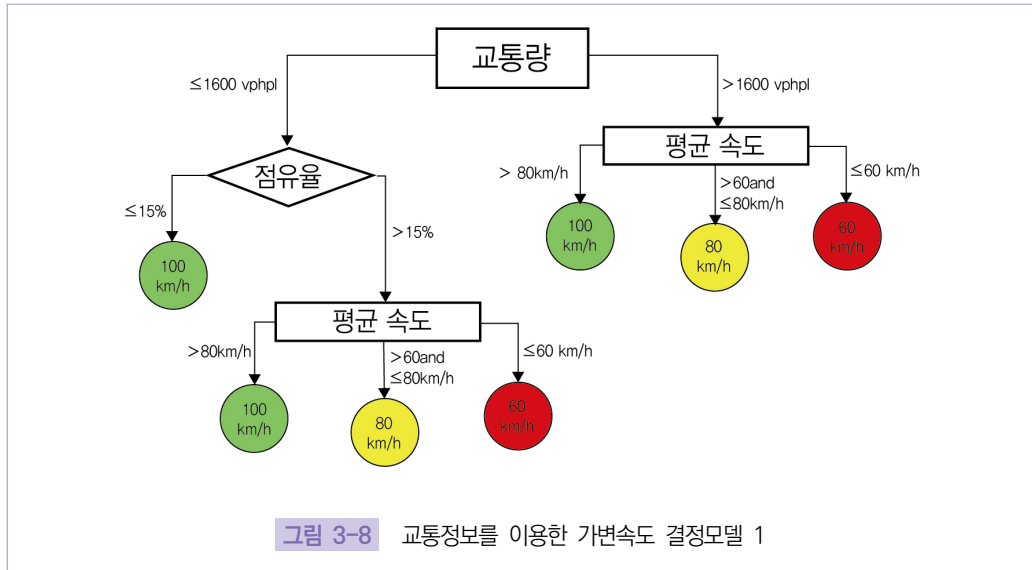 교통량
≤1600 vphpl
>1600 vphpl
평균 속도
점유율
> 80km/h
>60and
≤80km/h
≤60 km/h
≤15%
>15%
100
km/h
80
km/h
60
km/h
100
km/h
평균 속도
>80km/h
>60and
≤80km/h
≤60 km/h
100
km/h
80
km/h
60
km/h
그림 3-8 교통정보를 이용한 가변속도 결정모델 1